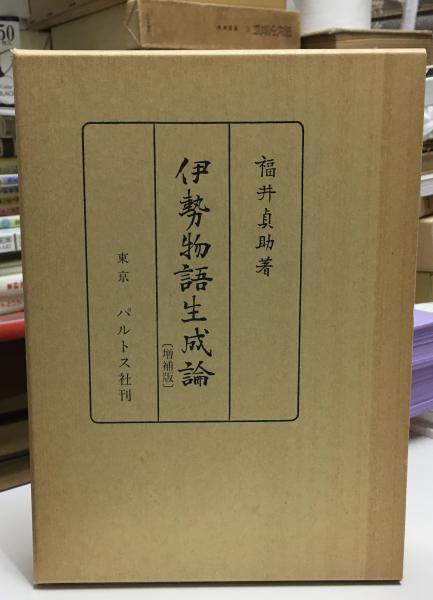 福井貞助著
伊勢物語生成論
〔増補版〕
東京 パルトス社刊
50